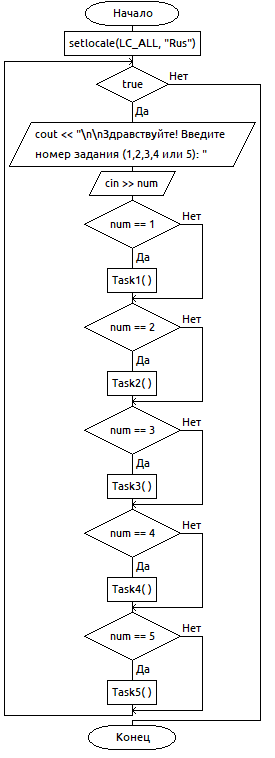 Начало
setlocale(LC_ALL, "Rus")
true
Нет
Да
cout << "\n\nЗдравствуйте! Введите
номер задания (1,2,3,4 или 5): "
cin >> num
num == 1
Нет
Да
Task1( )
num == 2
Нет
Да
Task2( )
num == 3
Нет
Да
Task3( )
num == 4
Нет
Да
Task4( )
num == 5
Нет
Да
Task5( )
Конец